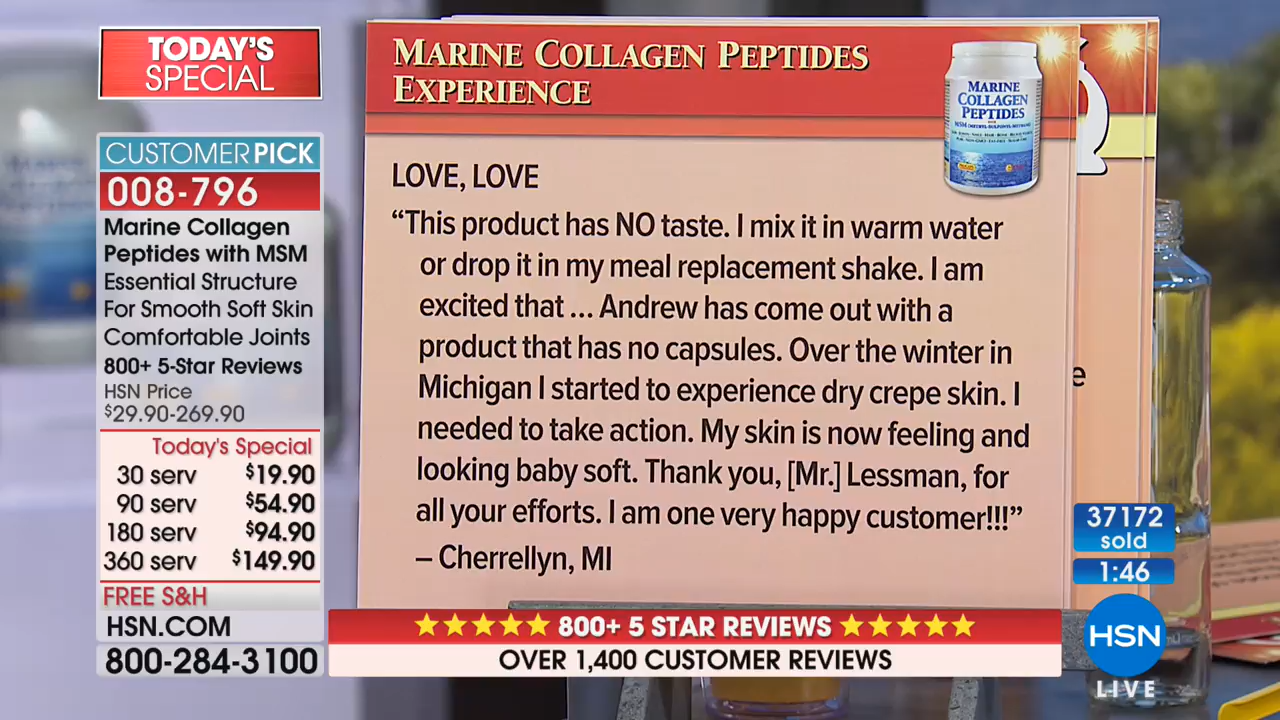 TODAY'S
SPECIAL
CUSTOMER PICK
008-796
Marine Collagen
Peptides with MSM
Essential Structure
For Smooth Soft Skin
Comfortable Joints
800+ 5-Star Reviews
HSN Price
$29.90-269.90
Today's Special
30 serv $19.90
90 serv $54.90
180 serv $94.90
360 serv $149.90
FREE S&H
HSN.COM
800-284-3100
MARINE COLLAGEN PEPTIDES
EXPERIENCE
MARINE
COLLAGEN
PEPTIDES
LOVE, LOVE
“This product has NO taste. I mix it in warm water
or drop it in my meal replacement shake. I am
excited that ... Andrew has come out with a
product that has no capsules. Over the winter in
Michigan I started to experience dry crepe skin. I
needed to take action. My skin is now feeling and
looking baby soft. Thank you, [Mr.] Lessman, for
all your efforts. I am one very happy customer!!!”
– Cherrellyn, MI
e
37172
sold
1:46
HSN
LIVE
★★★★★ 800+ 5 STAR REVIEWS ★★★★★
OVER 1,400 CUSTOMER REVIEWS